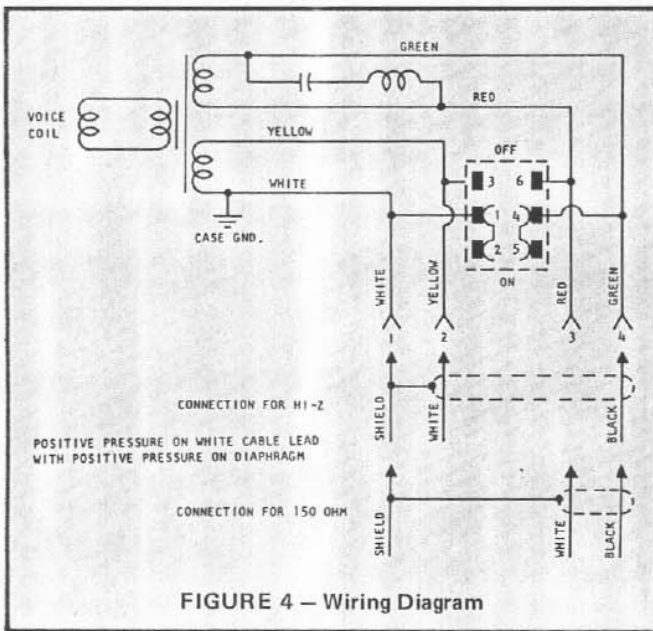 GREEN
RED
VOICE
COIL
YELLOW
OFF
3 6
WHITE
1 4
2 5
CASE GND.
ON
WHITE
YELLOW
RED
GREEN
1 2 3 4
CONNECTION FOR HI-Z
SHIELD
WHITE
BLACK
POSITIVE PRESSURE ON WHITE CABLE LEAD
WITH POSITIVE PRESSURE ON DIAPHRAGM
CONNECTION FOR 150 OHM
SHIELD
WHITE
BLACK
FIGURE 4 — Wiring Diagram